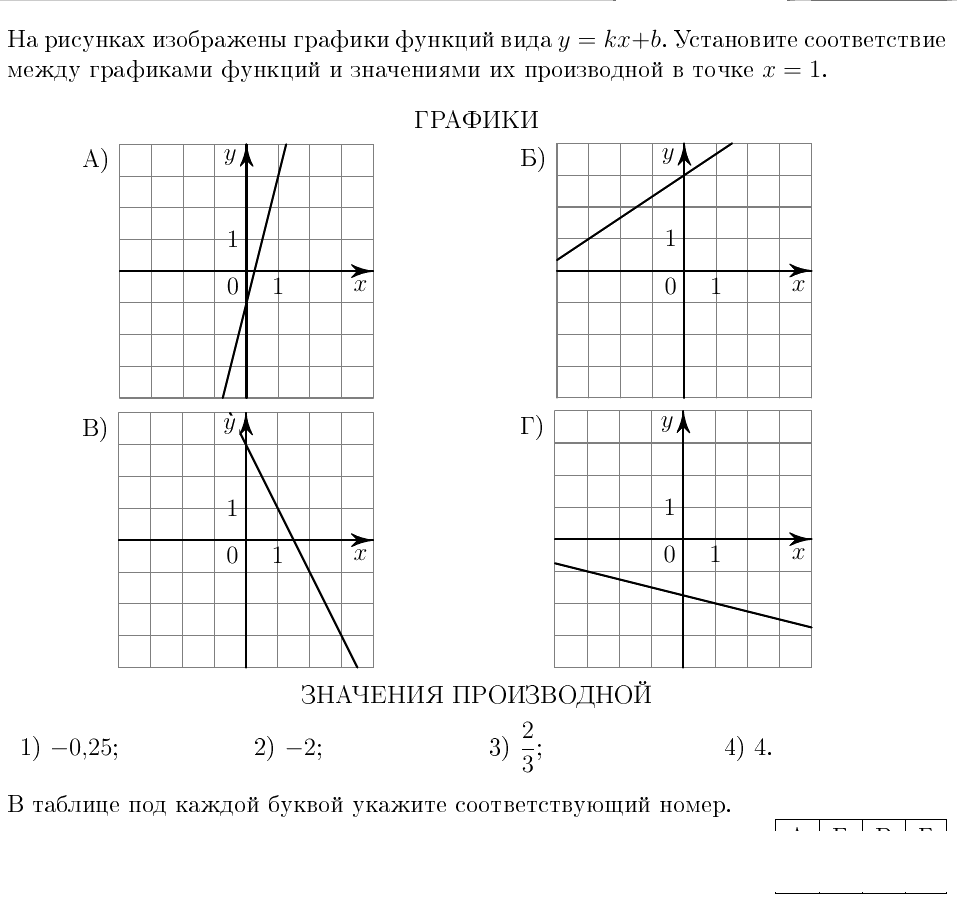 На рисунках изображены графики функций вида y = kx+b. Установите соответствие
между графиками функций и значениями их производной в точке x = 1.
ГРАФИКИ
А) y 1 0 1 x
Б) y 1 0 1 x
В) y 1 0 1 x
Г) y 1 0 1 x
ЗНАЧЕНИЯ ПРОИЗВОДНОЙ
1) −0,25; 2) −2; 3) 2/3; 4) 4.
В таблице под каждой буквой укажите соответствующий номер.